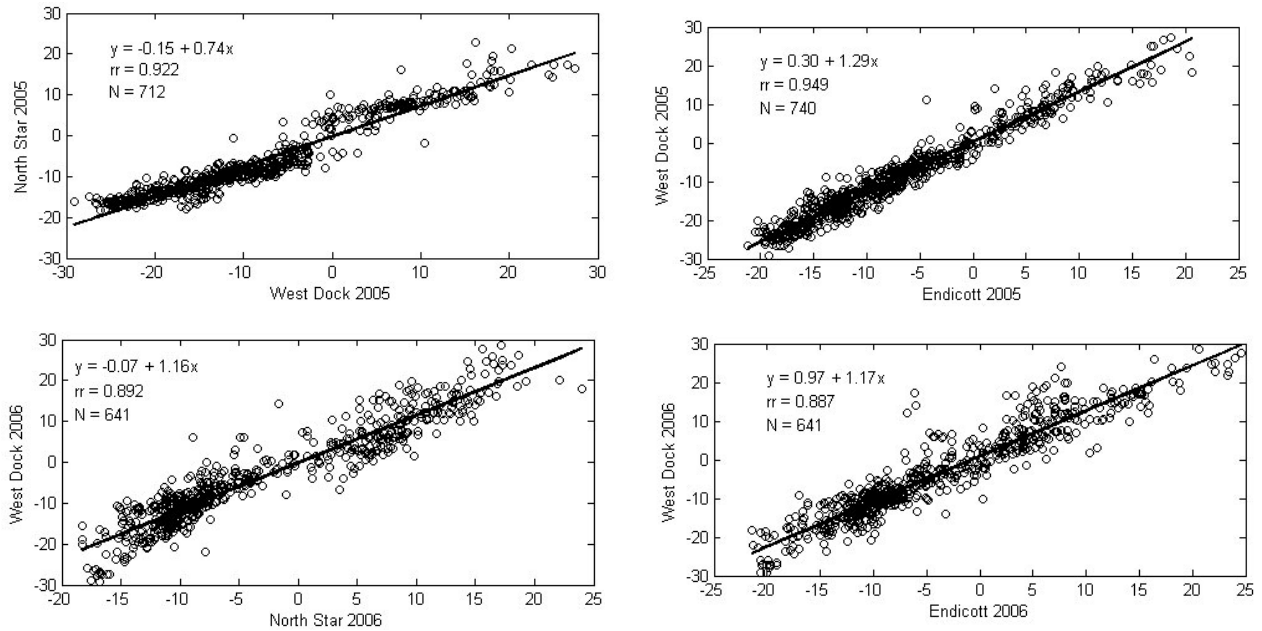 30
20
10
0
-10
-20
-30
North Star 2005
y = -0.15 + 0.74x
rr = 0.922
N = 712
-30 -20 -10 0 10 20 30
West Dock 2005
30
20
10
0
-10
-20
-30
West Dock 2005
y = 0.30 + 1.29x
rr = 0.949
N = 740
-25 -20 -15 -10 -5 0 5 10 15 20 25
Endicott 2005
30
20
10
0
-10
-20
-30
West Dock 2006
y = -0.07 + 1.16x
rr = 0.892
N = 641
-20 -15 -10 -5 0 5 10 15 20 25
North Star 2006
30
20
10
0
-10
-20
-30
West Dock 2006
y = 0.97 + 1.17x
rr = 0.887
N = 641
-25 -20 -15 -10 -5 0 5 10 15 20 25
Endicott 2006